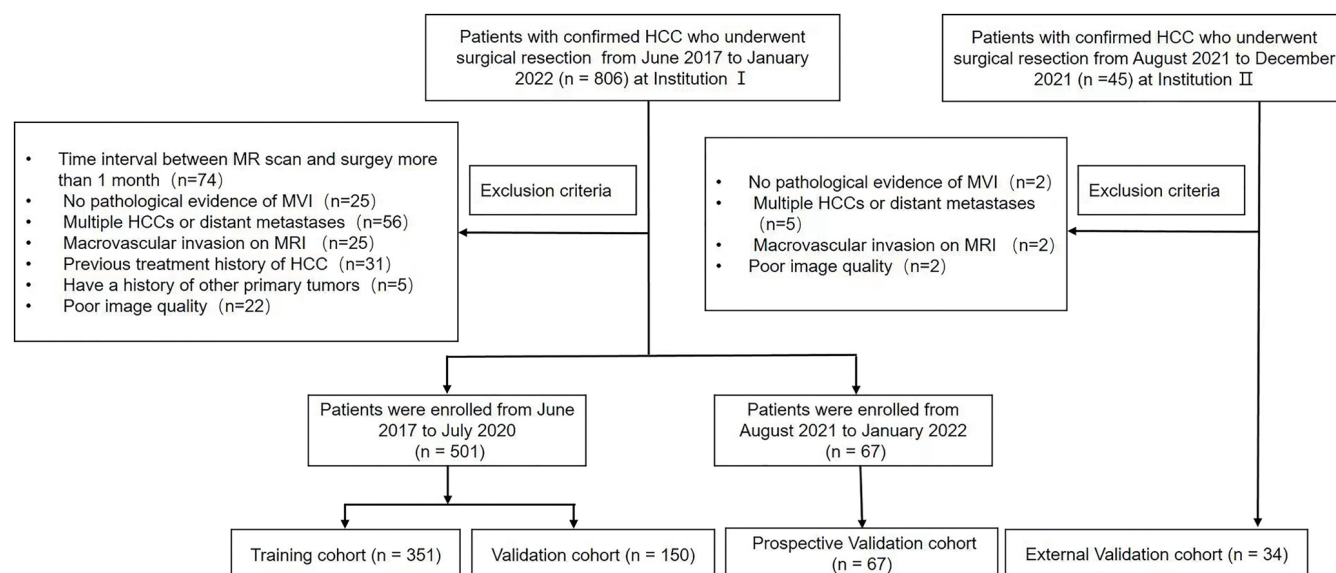 Patients with confirmed HCC who underwent
surgical resection from June 2017 to January
2022 (n = 806) at Institution Ⅰ
Patients with confirmed HCC who underwent
surgical resection from August 2021 to December
2021 (n =45) at Institution Ⅱ
• Time interval between MR scan and surgey more
than 1 month（n=74）
• No pathological evidence of MVI（n=25）
• Multiple HCCs or distant metastases（n=56）
• Macrovascular invasion on MRI （n=25）
• Previous treatment history of HCC（n=31）
• Have a history of other primary tumors（n=5）
• Poor image quality（n=22）
Exclusion criteria
• No pathological evidence of MVI（n=2）
• Multiple HCCs or distant metastases
（n=5）
• Macrovascular invasion on MRI（n=2）
• Poor image quality（n=2）
Exclusion criteria
Patients were enrolled from June
2017 to July 2020
(n = 501)
Patients were enrolled from
August 2021 to January 2022
(n = 67)
Training cohort (n = 351)
Validation cohort (n = 150)
Prospective Validation cohort
(n = 67)
External Validation cohort (n = 34)